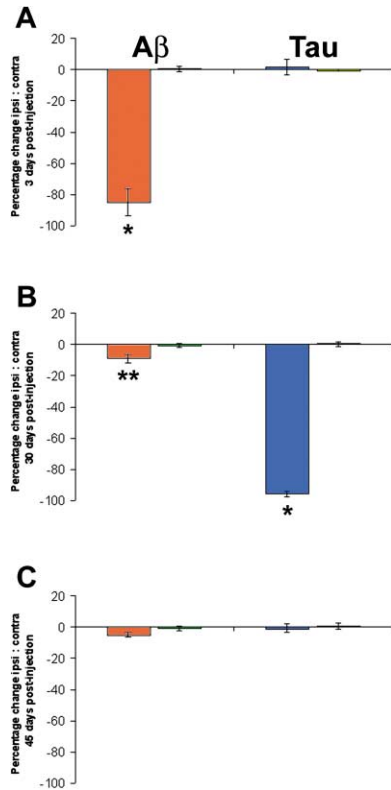 A
Aβ Tau
Percentage change ipsi : contra
3 days post-injection
20
0
-20
-40
-60
-80
-100
*
B
Percentage change ipsi : contra
30 days post-injection
20
0
-20
-40
-60
-80
-100
**
*
C
Percentage change ipsi : contra
45 days post-injection
20
0
-20
-40
-60
-80
-100